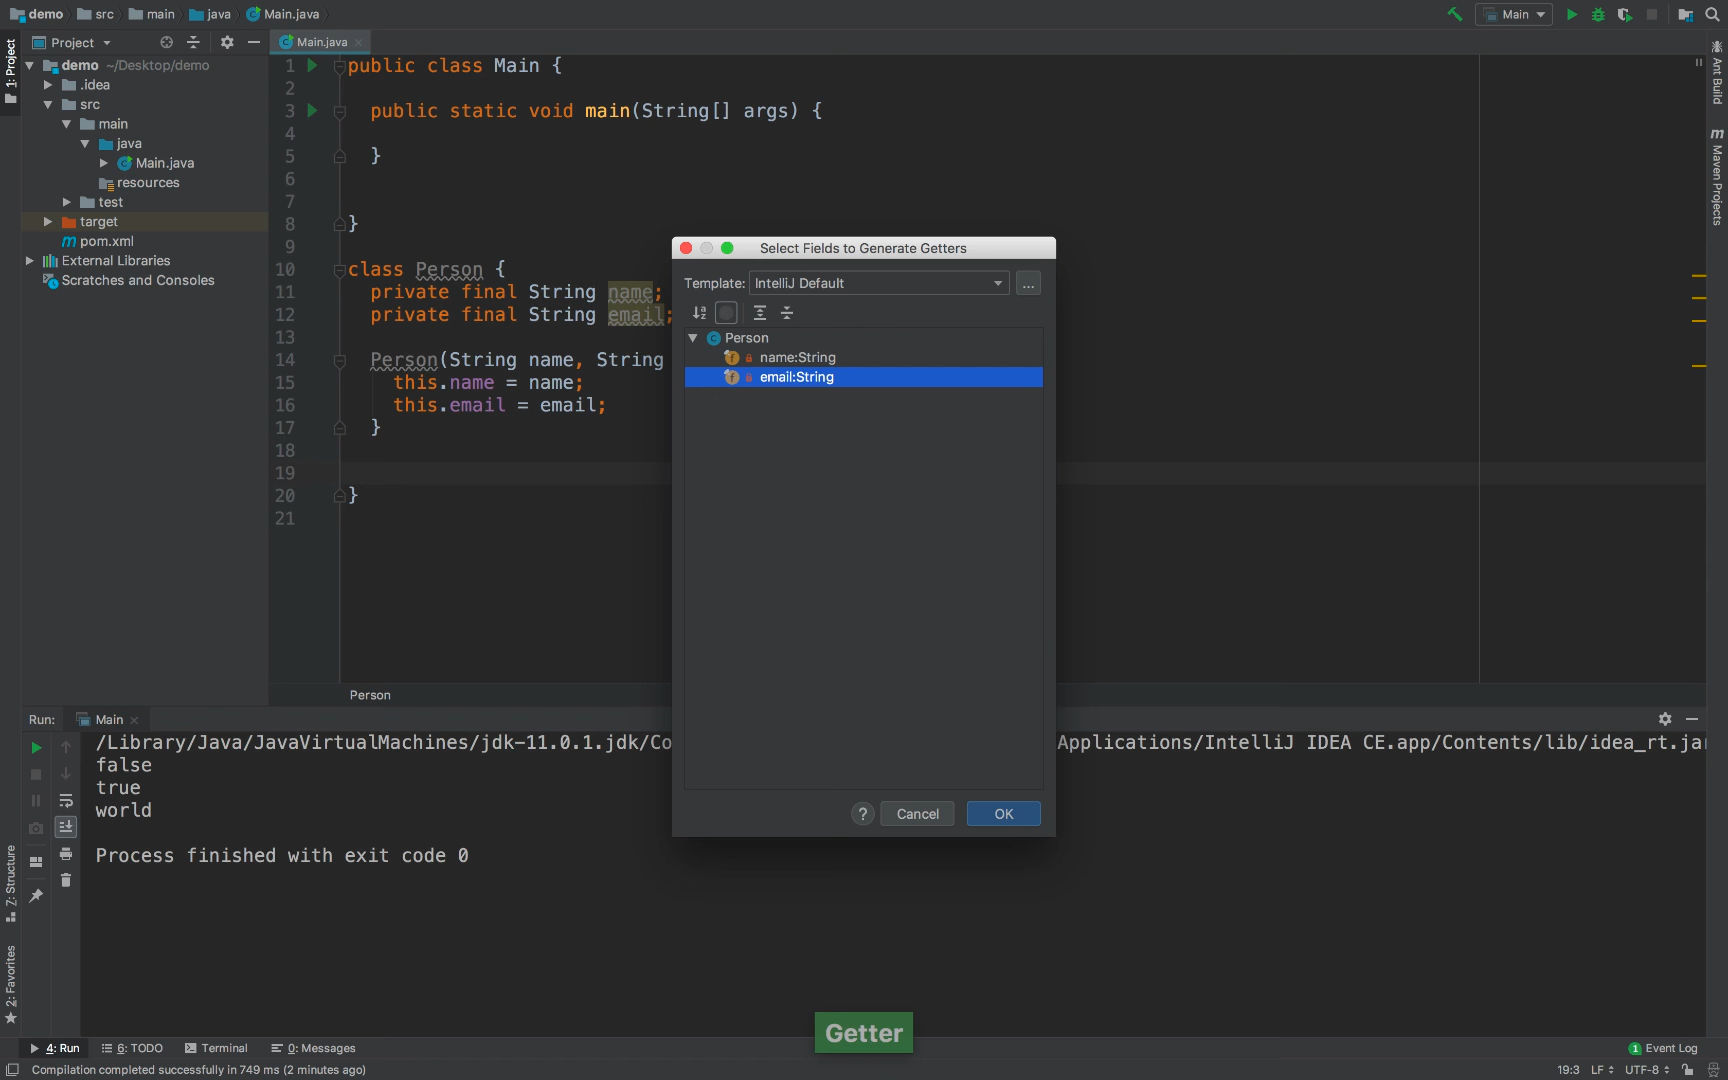 demo src main java Main.java Main
Project Main.java
1: Project
demo ~/Desktop/demo
.idea
src
main
java
Main.java
resources
test
target
pom.xml
External Libraries
Scratches and Consoles
1 public class Main {
2
3 public static void main(String[] args) {
4
5 }
6
7
8 }
9
10 class Person {
11 private final String name;
12 private final String email;
13
14 Person(String name, String
15 this.name = name;
16 this.email = email;
17 }
18
19
20 }
21
Person
Select Fields to Generate Getters
Template: IntelliJ Default ...
Person
name:String
email:String
? Cancel OK
Ant Build
Maven Projects
Run: Main
/Library/Java/JavaVirtualMachines/jdk-11.0.1.jdk/Co Applications/IntelliJ IDEA CE.app/Contents/lib/idea_rt.jar
false
true
world
Process finished with exit code 0
Z: Structure
2: Favorites
Getter
4: Run 6: TODO Terminal 0: Messages 1 Event Log
Compilation completed successfully in 749 ms (2 minutes ago) 19:3 LF UTF-8